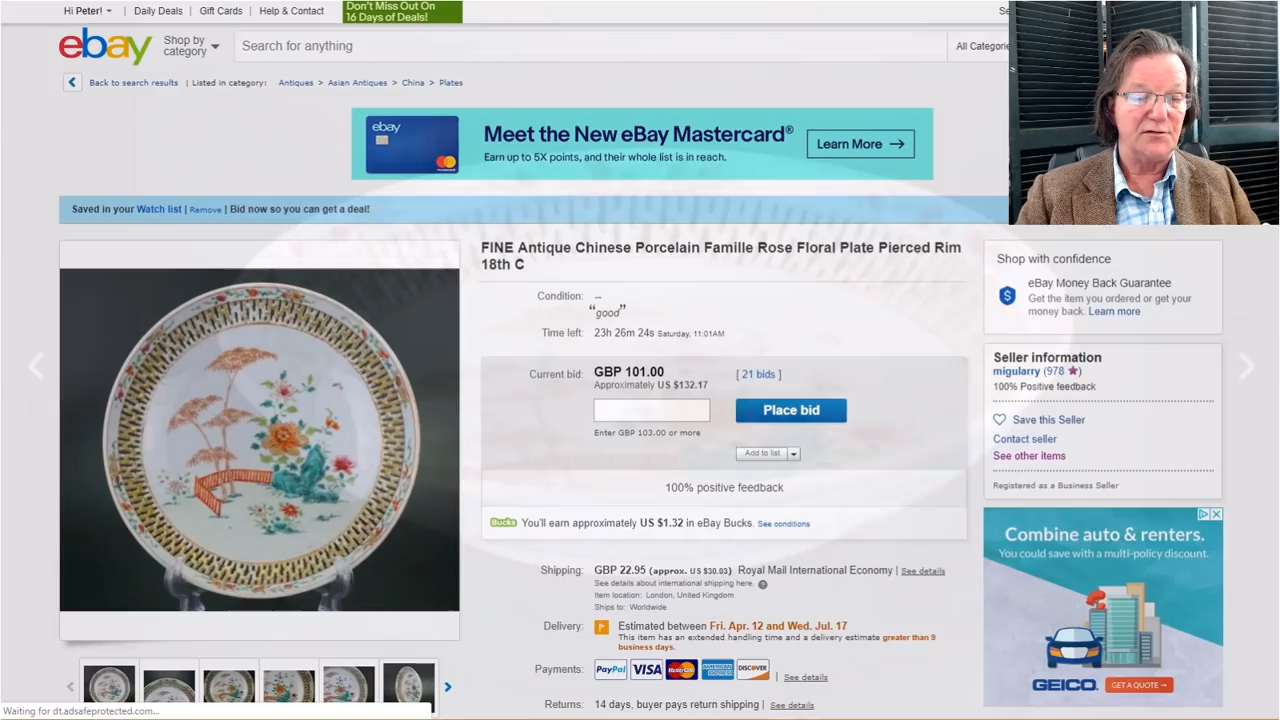 Hi Peter!
Daily Deals
Gift Cards
Help & Contact
Don't Miss Out On
16 Days of Deals!
ebay
Shop by
category
Search for anything
Back to search results
Listed in category:
Antiques > Asian Antiques > China > Plates
ebay
Meet the New eBay Mastercard®
Earn up to 5X points, and their whole list is in reach.
Learn More →
Saved in your Watch list | Remove | Bid now so you can get a deal!
FINE Antique Chinese Porcelain Famille Rose Floral Plate Pierced Rim
18th C
Condition: --
“good”
Time left: 23h 26m 24s Saturday, 11:01AM
Current bid: GBP 101.00 [ 21 bids ]
Approximately US $132.17
Place bid
Enter GBP 103.00 or more
Add to list
100% positive feedback
Bucks You'll earn approximately US $1.32 in eBay Bucks. See conditions
Shipping: GBP 22.95 (approx. US $30.03) Royal Mail International Economy | See details
See details about international shipping here.
Item location: London, United Kingdom
Ships to: Worldwide
Delivery: Estimated between Fri. Apr. 12 and Wed. Jul. 17
This item has an extended handling time and a delivery estimate greater than 9
business days.
Payments: PayPal VISA MasterCard AMERICAN EXPRESS DISCOVER | See details
Returns: 14 days, buyer pays return shipping | See details
Shop with confidence
eBay Money Back Guarantee
Get the item you ordered or get your
money back. Learn more
Seller information
migularry (978 ★)
100% Positive feedback
Save this Seller
Contact seller
See other items
Registered as a Business Seller
Combine auto & renters.
You could save with a multi-policy discount.
GEICO. GET A QUOTE →
Waiting for dt.adsafeprotected.com...